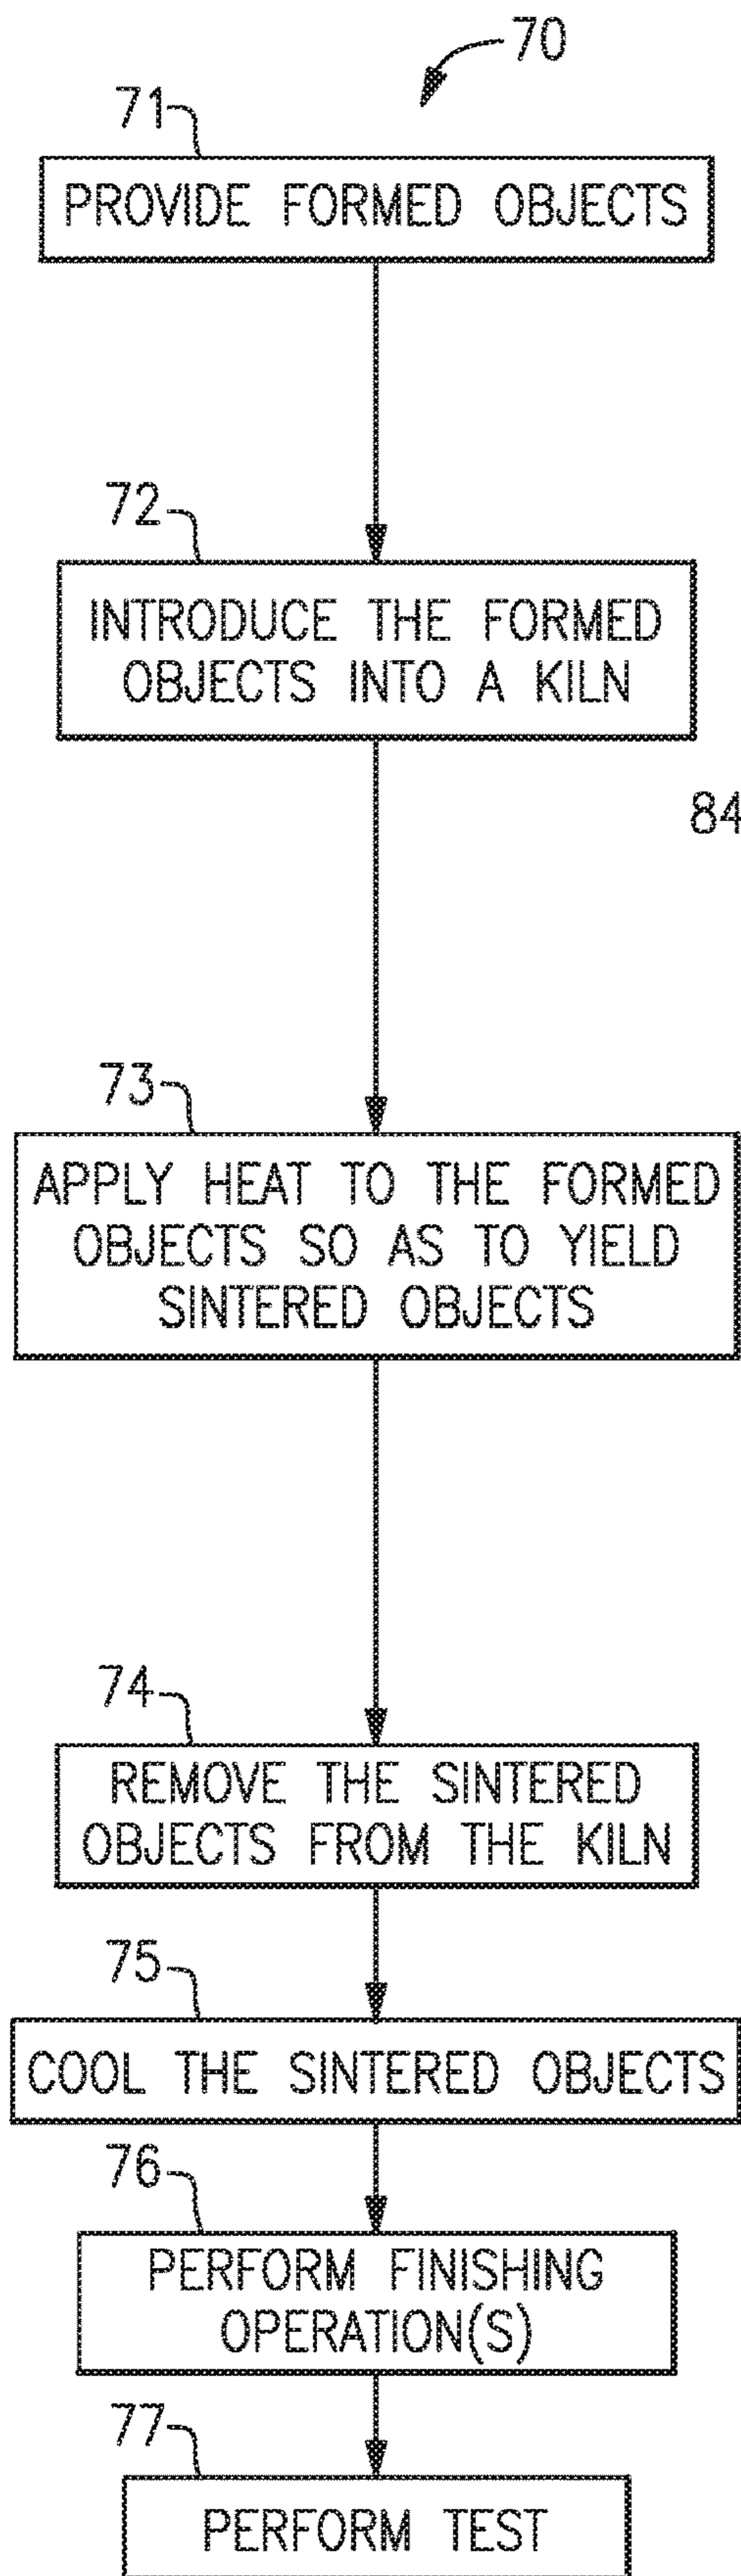 70
71
PROVIDE FORMED OBJECTS
72
INTRODUCE THE FORMED
OBJECTS INTO A KILN
84
73
APPLY HEAT TO THE FORMED
OBJECTS SO AS TO YIELD
SINTERED OBJECTS
74
REMOVE THE SINTERED
OBJECTS FROM THE KILN
75
COOL THE SINTERED OBJECTS
76
PERFORM FINISHING
OPERATION(S)
77
PERFORM TEST